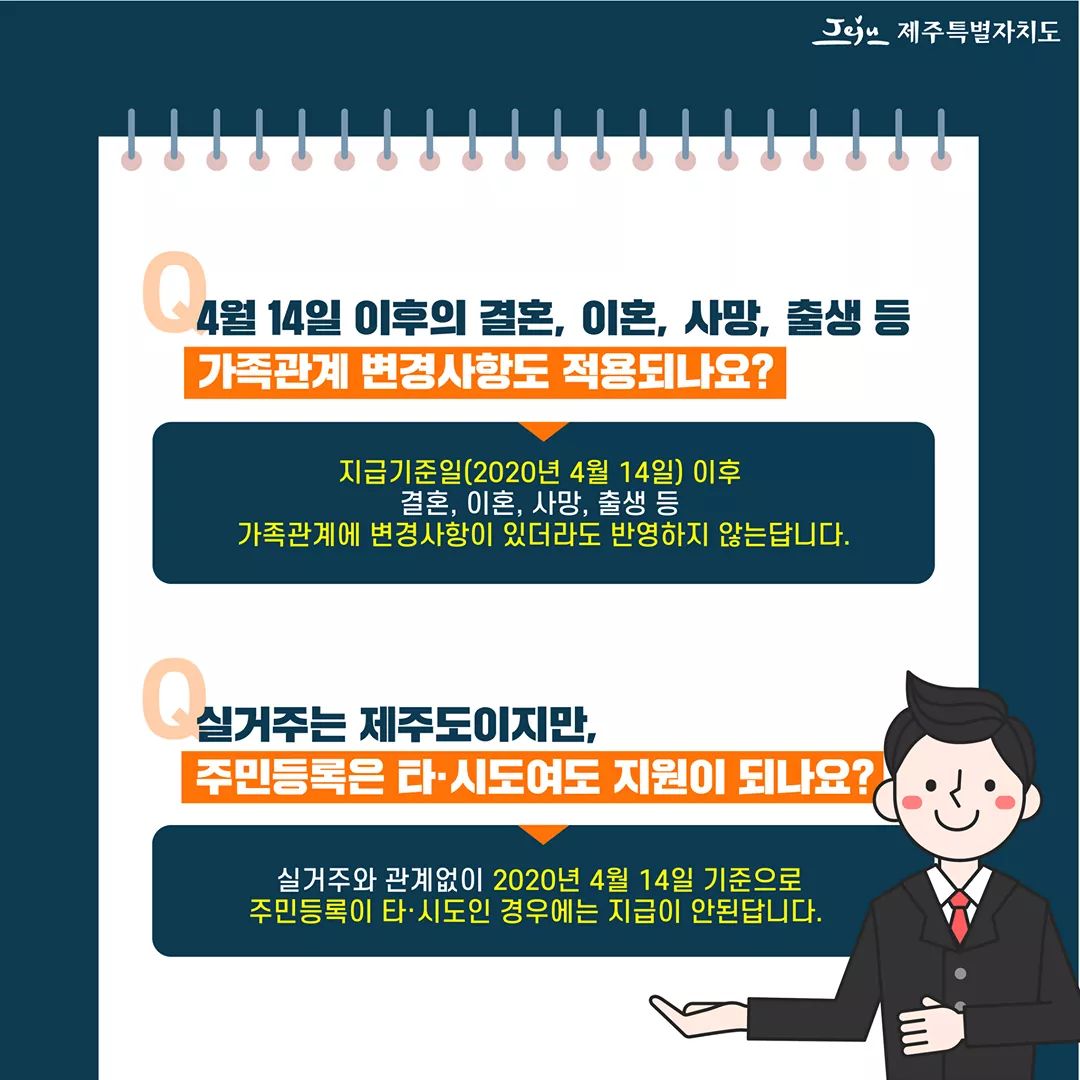 Jeju 제주특별자치도
Q
4월 14일 이후의 결혼, 이혼, 사망, 출생 등
가족관계 변경사항도 적용되나요?
지급기준일(2020년 4월 14일) 이후
결혼, 이혼, 사망, 출생 등
가족관계에 변경사항이 있더라도 반영하지 않는답니다.
Q
실거주는 제주도이지만,
주민등록은 타·시도여도 지원이 되나요?
실거주와 관계없이 2020년 4월 14일 기준으로
주민등록이 타·시도인 경우에는 지급이 안된답니다.